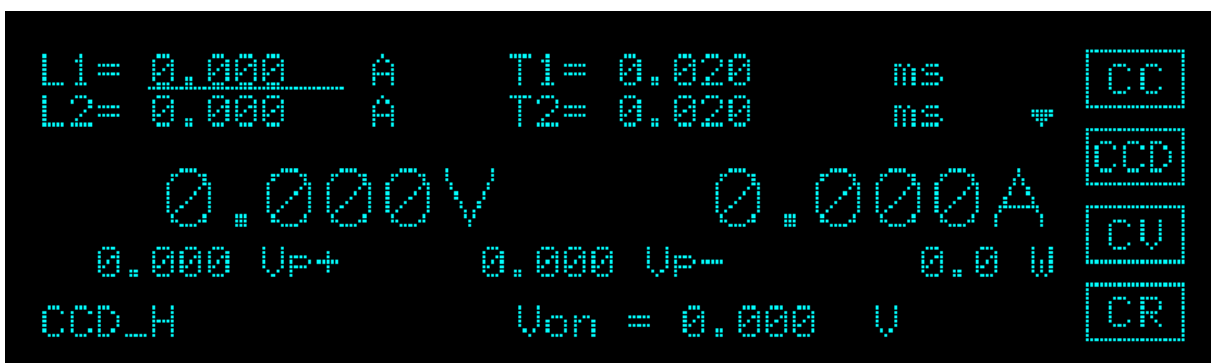 L1= 0.000 A T1= 0.020 ms CC
L2= 0.000 A T2= 0.020 ms
CCD
0.000V 0.000A
CV
0.000 Vp+ 0.000 Vp- 0.0 W
CCD_H Von = 0.000 V CR